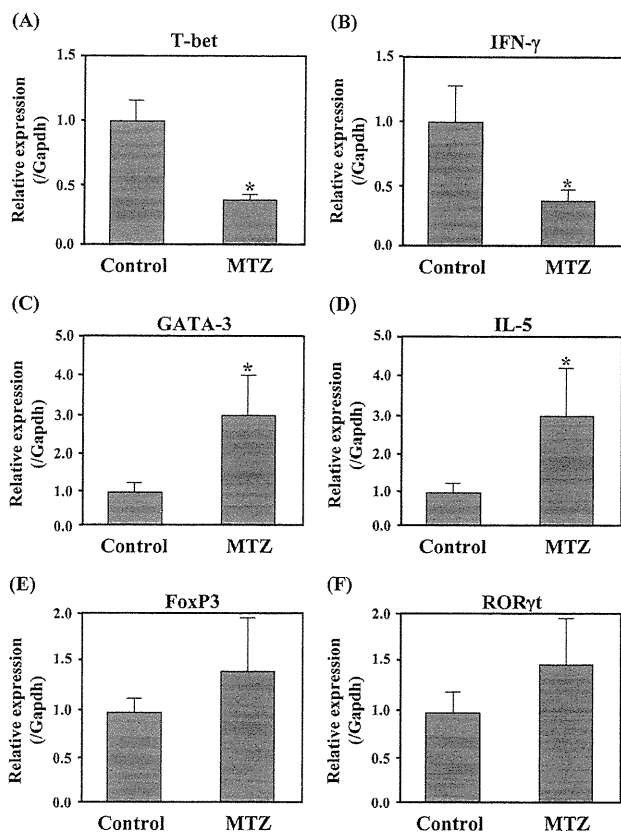 (A)
T-bet
Relative expression
(/Gapdh)
1.5
1.0
0.5
0.0
*
Control MTZ
(B)
IFN-γ
Relative expression
(/Gapdh)
1.5
1.0
0.5
0.0
*
Control MTZ
(C)
GATA-3
Relative expression
(/Gapdh)
5.0
4.0
3.0
2.0
1.0
0.0
*
Control MTZ
(D)
IL-5
Relative expression
(/Gapdh)
5.0
4.0
3.0
2.0
1.0
0.0
*
Control MTZ
(E)
FoxP3
Relative expression
(/Gapdh)
2.0
1.5
1.0
0.5
0.0
Control MTZ
(F)
RORγt
Relative expression
(/Gapdh)
2.0
1.5
1.0
0.5
0.0
Control MTZ